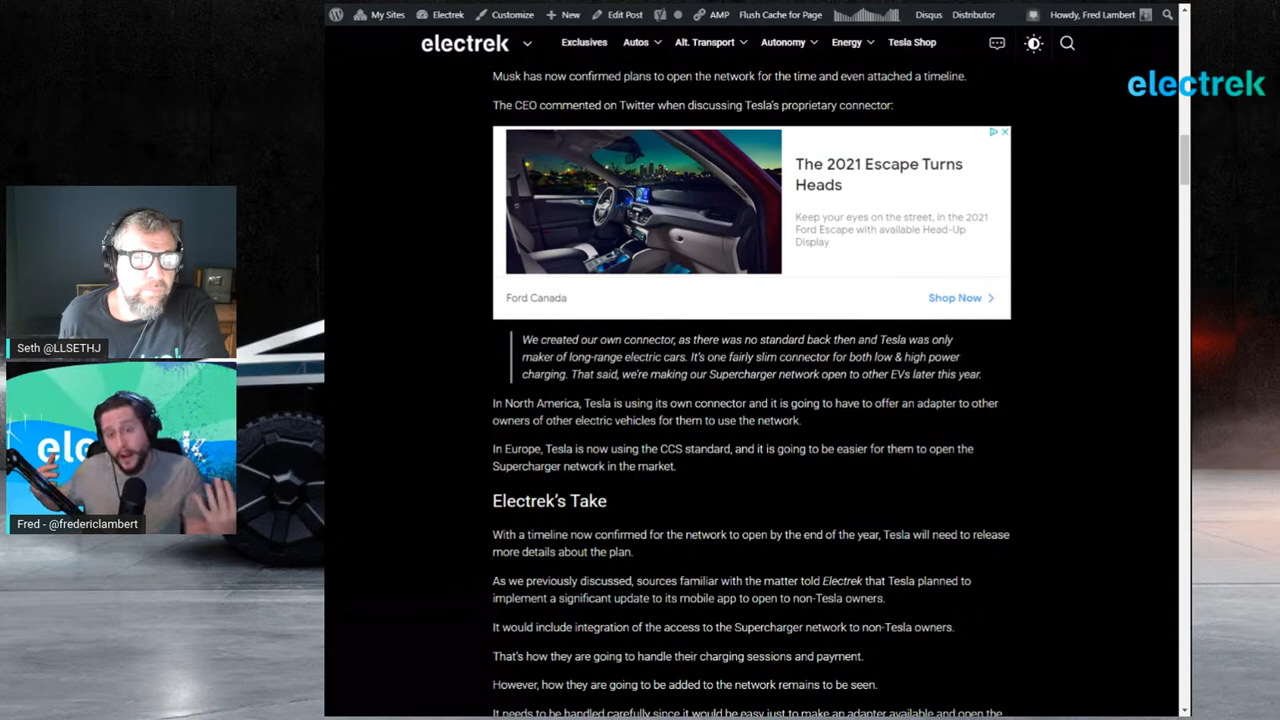 My Sites Electrek Customize New Edit Post AMP Flush Cache for Page Disqus Distributor Howdy, Fred Lambert
electrek Exclusives Autos Alt. Transport Autonomy Energy Tesla Shop
electrek
Musk has now confirmed plans to open the network for the time and even attached a timeline.
The CEO commented on Twitter when discussing Tesla's proprietary connector:
The 2021 Escape Turns
Heads
Keep your eyes on the street, in the 2021
Ford Escape with available Head-Up
Display
Ford Canada
Shop Now
We created our own connector, as there was no standard back then and Tesla was only
maker of long-range electric cars. It's one fairly slim connector for both low & high power
charging. That said, we're making our Supercharger network open to other EVs later this year.
In North America, Tesla is using its own connector and it is going to have to offer an adapter to other
owners of other electric vehicles for them to use the network.
In Europe, Tesla is now using the CCS standard, and it is going to be easier for them to open the
Supercharger network in the market.
Electrek's Take
With a timeline now confirmed for the network to open by the end of the year, Tesla will need to release
more details about the plan.
As we previously discussed, sources familiar with the matter told Electrek that Tesla planned to
implement a significant update to its mobile app to open to non-Tesla owners.
It would include integration of the access to the Supercharger network to non-Tesla owners.
That's how they are going to handle their charging sessions and payment.
However, how they are going to be added to the network remains to be seen.
It needs to be handled carefully since it would be easy just to make an adapter available and open the
Seth @LLSETHJ
Fred - @fredericlambert